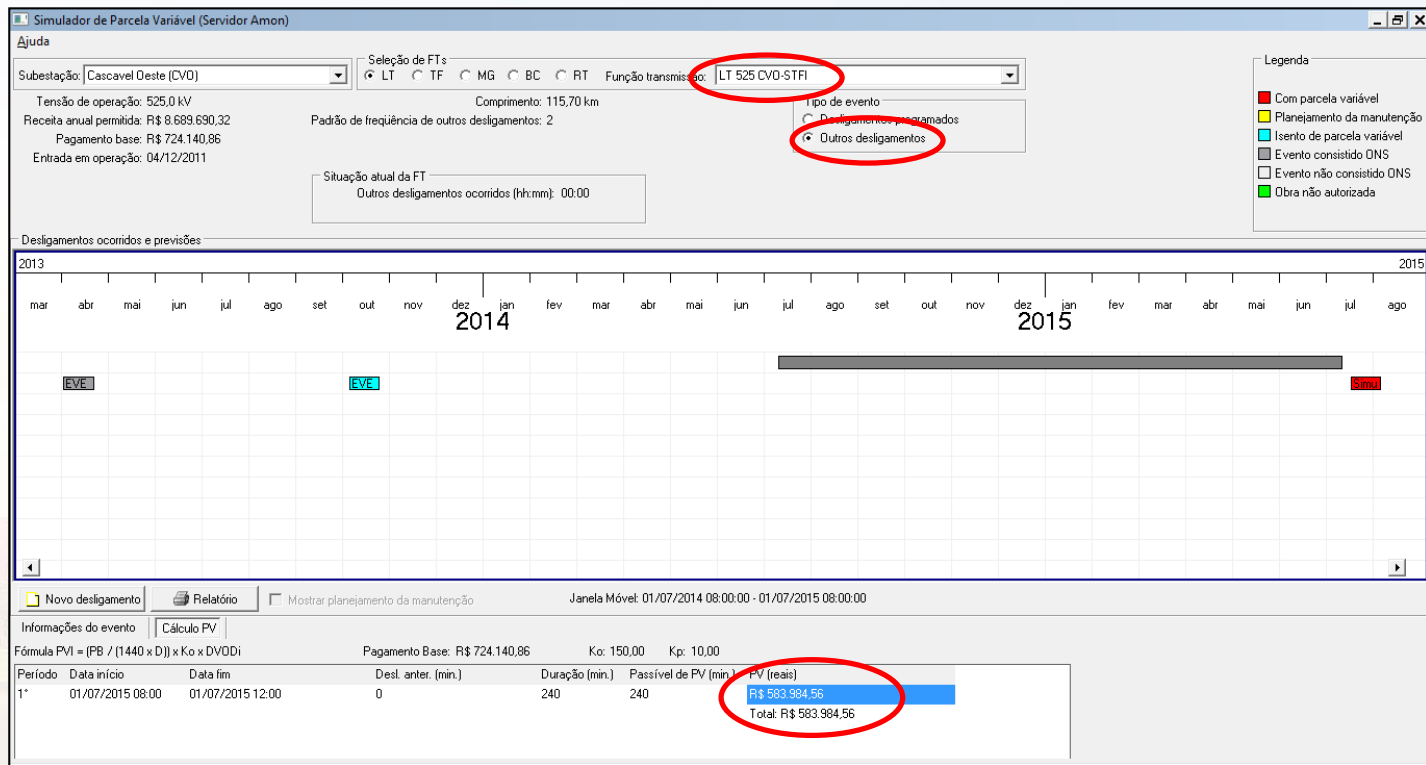 Simulador de Parcela Variável (Servidor Amon)
Ajuda
Subestação: Cascavel Oeste (CVO)
Seleção de FTs
LT TF MG BC RT Função transmissão: LT 525 CVO-STFI
Legenda
Com parcela variável
Planejamento da manutenção
Isento de parcela variável
Evento consistido ONS
Evento não consistido ONS
Obra não autorizada
Tensão de operação: 525,0 kV
Receita anual permitida: R$ 8.689.690,32
Pagamento base: R$ 724.140,86
Entrada em operação: 04/12/2011
Comprimento: 115,70 km
Padrão de freqüência de outros desligamentos: 2
Tipo de evento
Desligamentos programados
Outros desligamentos
Situação atual da FT
Outros desligamentos ocorridos (hh:mm): 00:00
Desligamentos ocorridos e previsões
2013 2015
mar abr mai jun jul ago set out nov dez jan fev mar abr mai jun jul ago set out nov dez jan fev mar abr mai jun jul ago
2014 2015
EVE EVE Simu
Novo desligamento Relatório Mostrar planejamento da manutenção Janela Móvel: 01/07/2014 08:00:00 - 01/07/2015 08:00:00
Informações do evento Cálculo PV
Fórmula PVI = (PB / (1440 x D)) x Ko x DVODi Pagamento Base: R$ 724.140,86 Ko: 150,00 Kp: 10,00
Período Data início Data fim Desl. anter. (min.) Duração (min.) Passível de PV (min.) PV (reais)
1° 01/07/2015 08:00 01/07/2015 12:00 0 240 240 R$ 583.984,56
Total: R$ 583.984,56